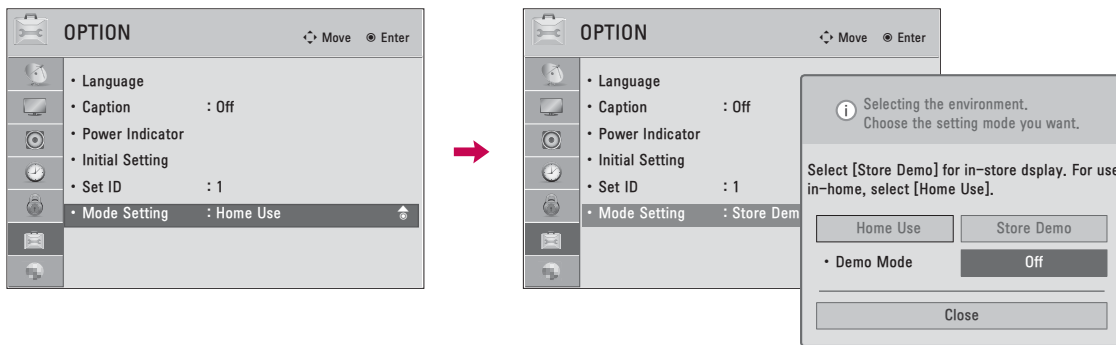 OPTION
Move Enter
• Language
• Caption : Off
• Power Indicator
• Initial Setting
• Set ID : 1
• Mode Setting : Home Use
OPTION
Move Enter
• Language
• Caption : Off
• Power Indicator
• Initial Setting
• Set ID : 1
• Mode Setting : Store Dem
i
Selecting the environment.
Choose the setting mode you want.
Select [Store Demo] for in-store dsplay. For use
in-home, select [Home Use].
Home Use Store Demo
• Demo Mode Off
Close